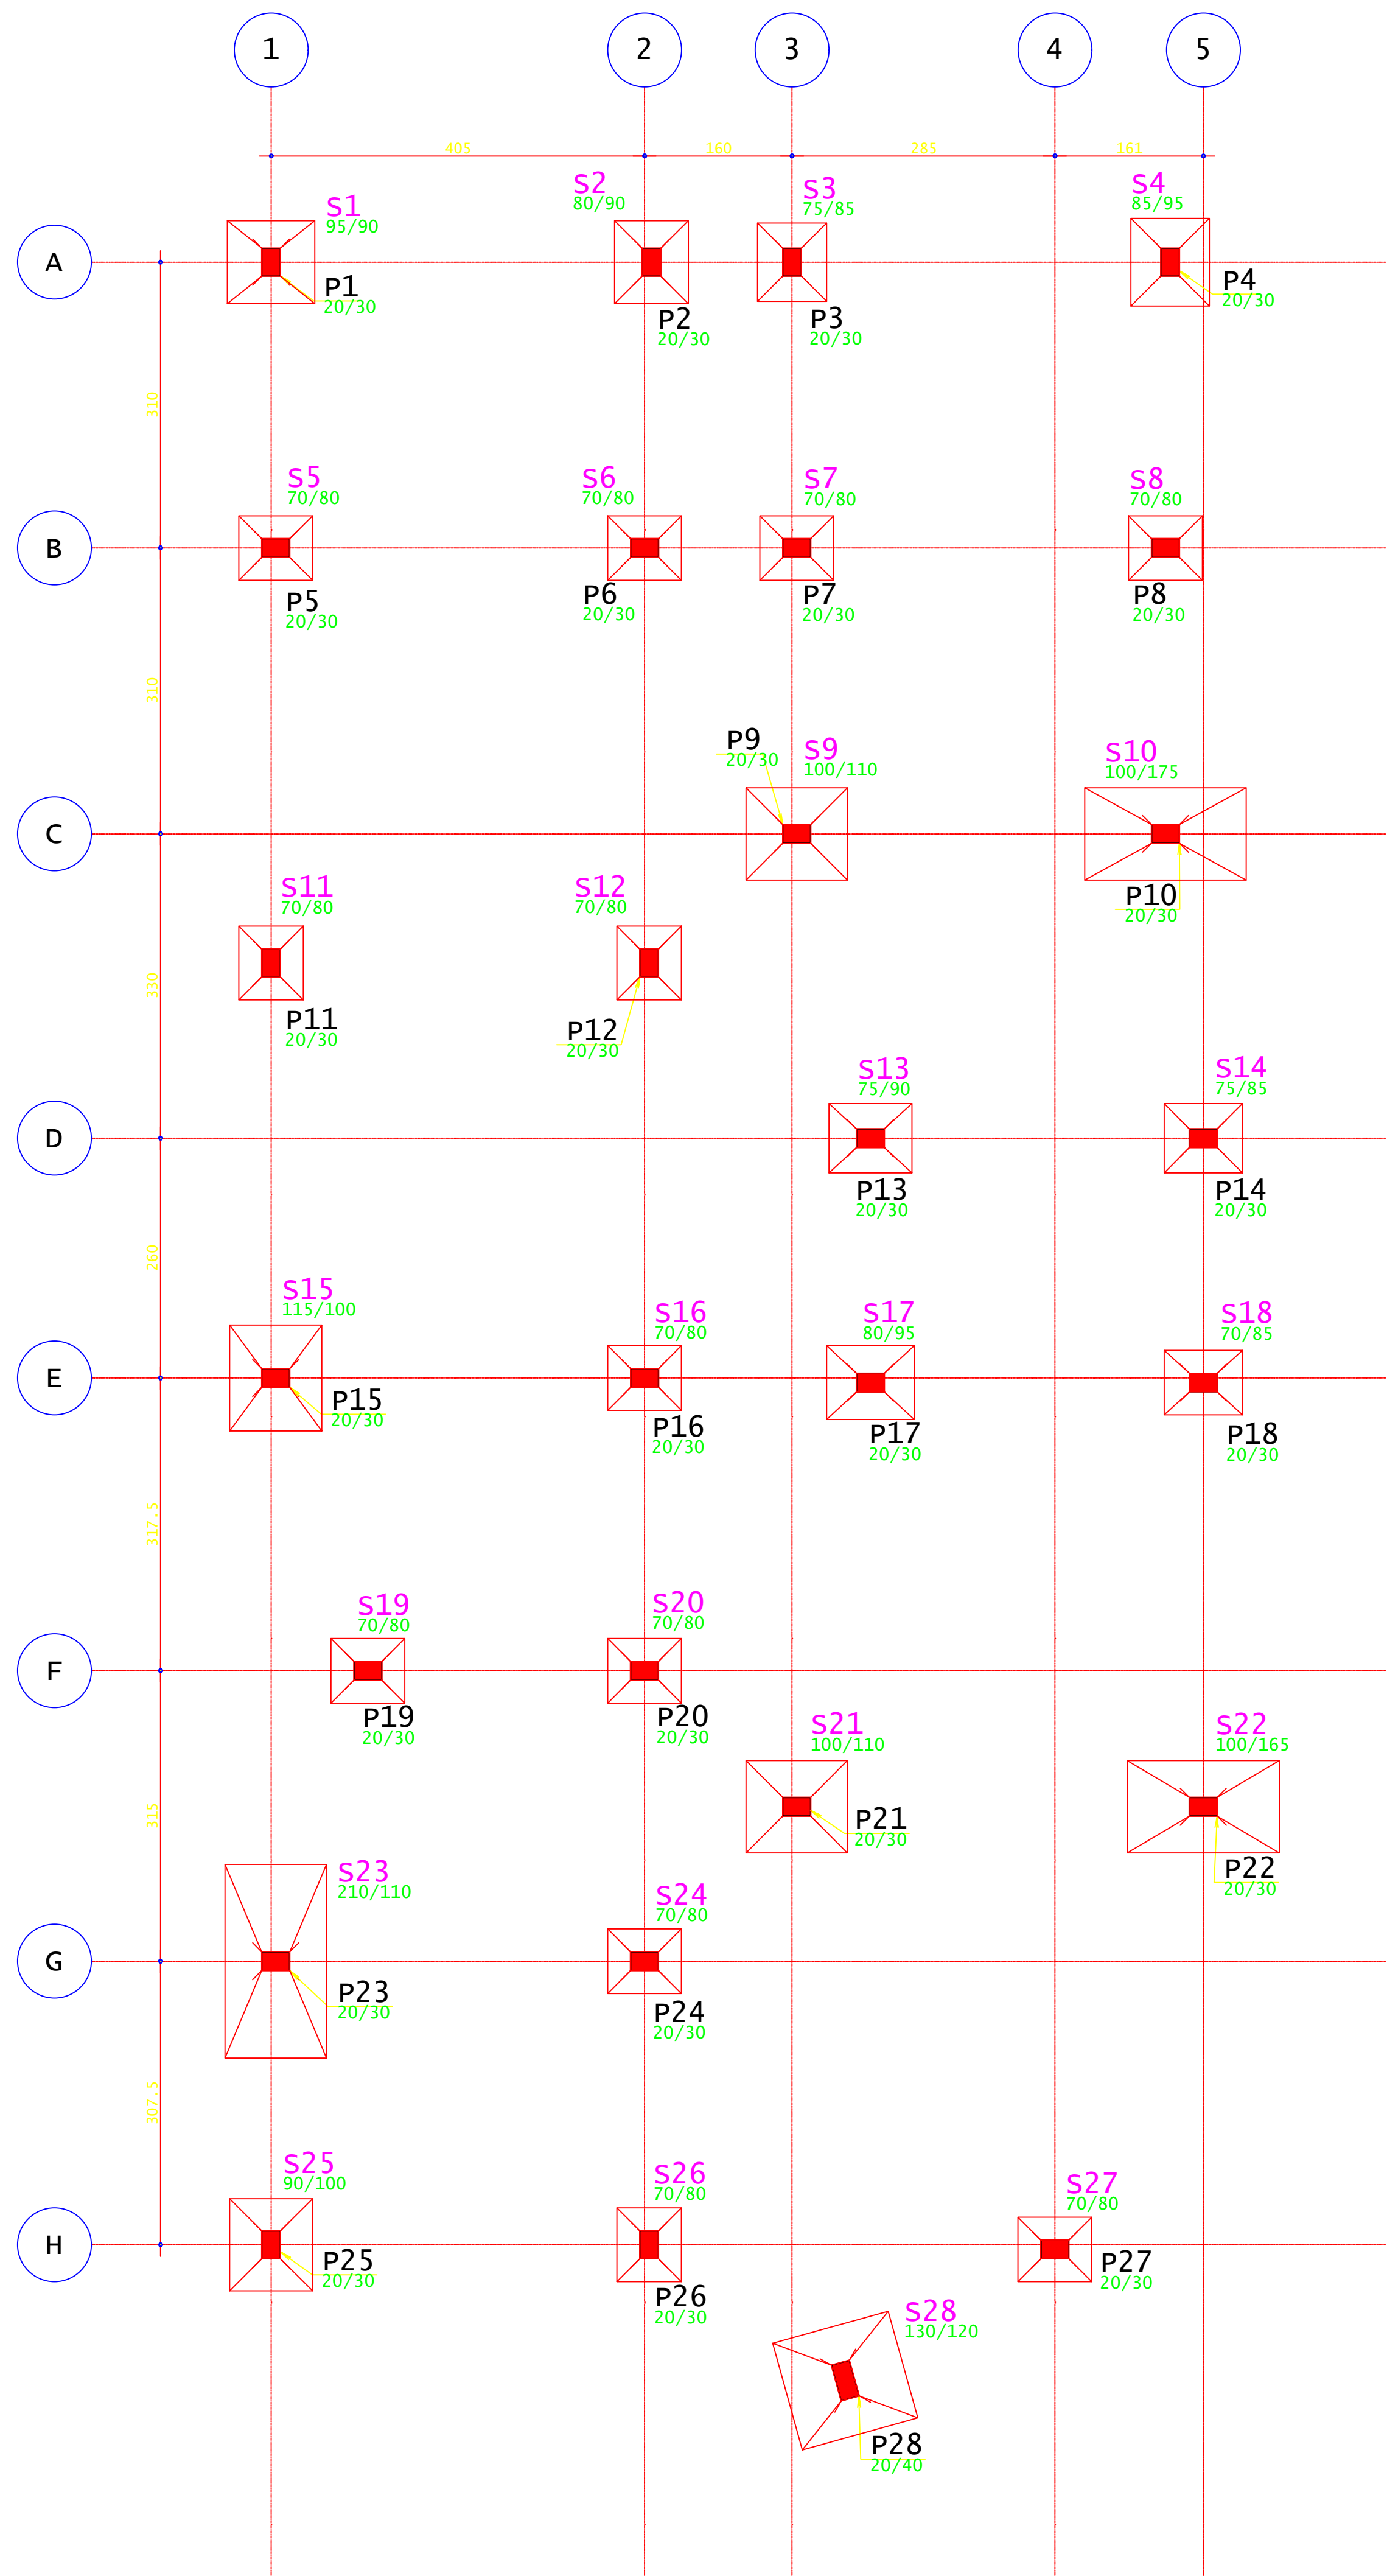 1
2
3
4
5
405
160
285
161
S1
95/90
S2
80/90
S3
75/85
S4
85/95
A
P1
20/30
P2
20/30
P3
20/30
P4
20/30
310
S5
70/80
S6
70/80
S7
70/80
S8
70/80
B
P5
20/30
P6
20/30
P7
20/30
P8
20/30
310
P9
20/30
S9
100/110
S10
100/175
C
P10
20/30
S11
70/80
S12
70/80
330
P11
20/30
P12
20/30
S13
75/90
S14
75/85
D
P13
20/30
P14
20/30
260
S15
115/100
S16
70/80
S17
80/95
S18
70/85
E
P15
20/30
P16
20/30
P17
20/30
P18
20/30
317.5
S19
70/80
S20
70/80
F
P19
20/30
P20
20/30
S21
100/110
S22
100/165
315
P21
20/30
P22
20/30
S23
210/110
S24
70/80
G
P23
20/30
P24
20/30
307.5
S25
90/100
S26
70/80
S27
70/80
H
P25
20/30
P26
20/30
P27
20/30
S28
130/120
P28
20/40